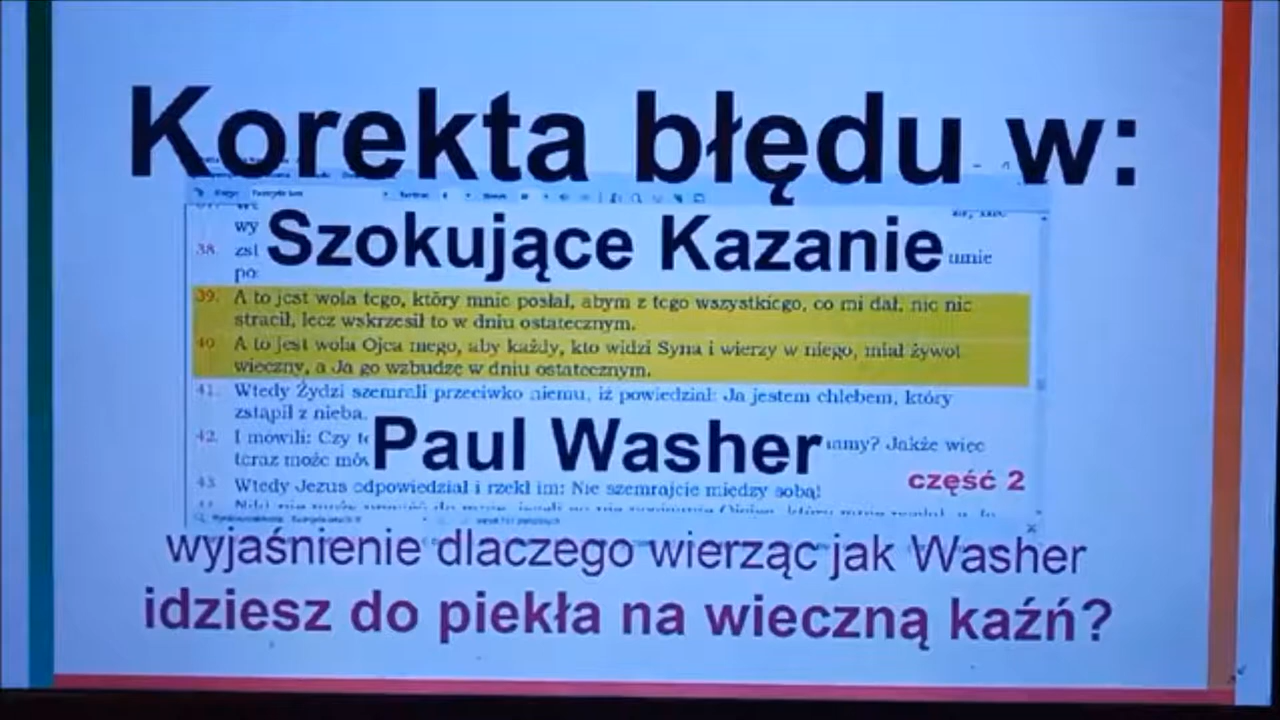 Korekta błędu w:
38. zst Szokujące Kazanie umie
39. A to jest wola tego, który mnie posłał, abym z tego wszystkiego, co mi dał, nic nie
stracił, lecz wskrzesił to w dniu ostatecznym.
40. A to jest wola Ojca mego, aby każdy, kto widzi Syna i wierzy w niego, miał żywot
wieczny, a Ja go wzbudzę w dniu ostatecznym.
41. Wtedy Żydzi szemrali przeciwko niemu, iż powiedział: Ja jestem chlebem, który
zstąpił z nieba.
42. I mówili: Czy Paul Washer Jakże więc
teraz może
43. Wtedy Jezus odpowiedział i rzekł im: Nie szemrajcie między sobą!
część 2
wyjaśnienie dlaczego wierząc jak Washer
idziesz do piekła na wieczną kaźń?